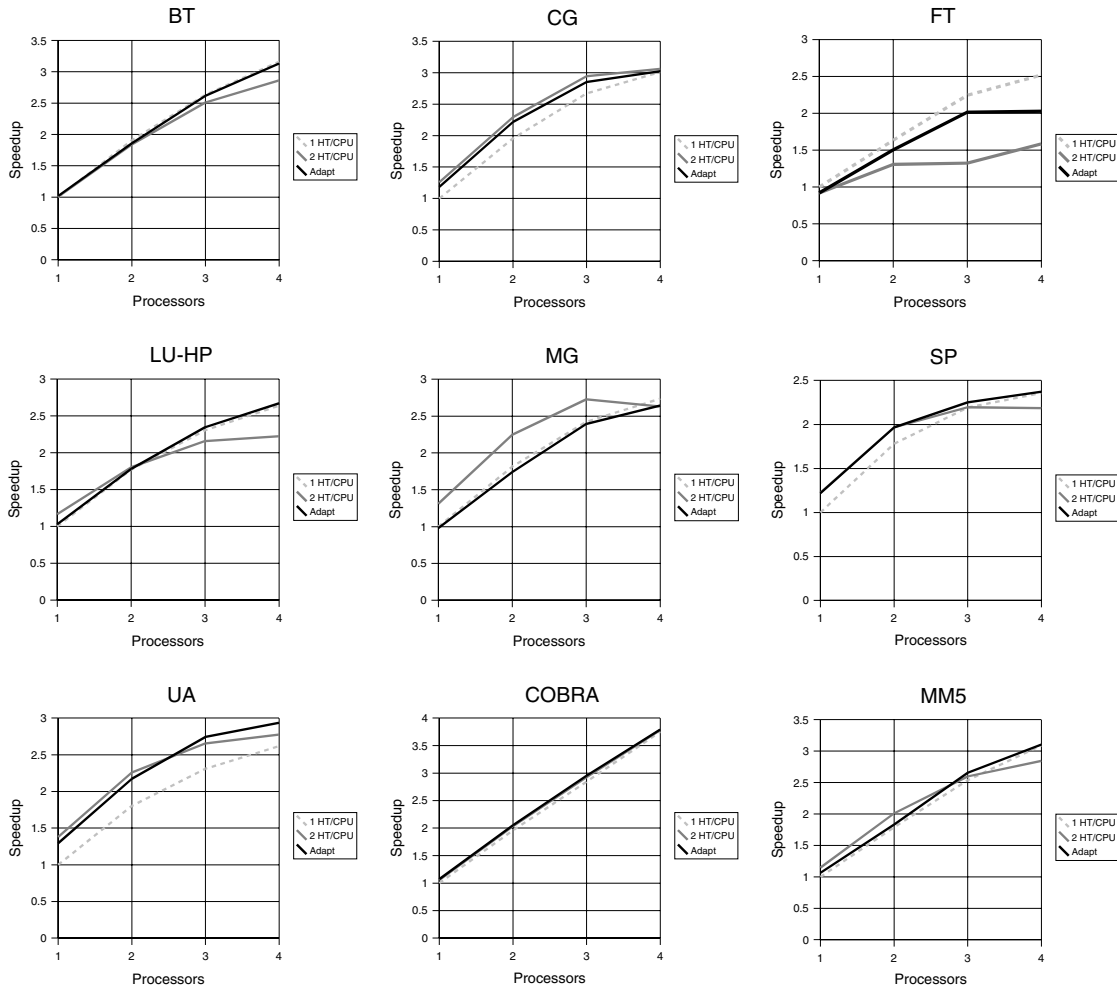 BT
3.5
3
2.5
2
1.5
1
0.5
0
1 2 3 4
Speedup
Processors
1 HT/CPU
2 HT/CPU
Adapt
CG
3.5
3
2.5
2
1.5
1
0.5
0
1 2 3 4
Speedup
Processors
1 HT/CPU
2 HT/CPU
Adapt
FT
3
2.5
2
1.5
1
0.5
0
1 2 3 4
Speedup
Processors
1 HT/CPU
2 HT/CPU
Adapt
LU-HP
3
2.5
2
1.5
1
0.5
0
1 2 3 4
Speedup
Processors
1 HT/CPU
2 HT/CPU
Adapt
MG
3
2.5
2
1.5
1
0.5
0
1 2 3 4
Speedup
Processors
1 HT/CPU
2 HT/CPU
Adapt
SP
2.5
2
1.5
1
0.5
0
1 2 3 4
Speedup
Processors
1 HT/CPU
2 HT/CPU
Adapt
UA
3
2.5
2
1.5
1
0.5
0
1 2 3 4
Speedup
Processors
1 HT/CPU
2 HT/CPU
Adapt
COBRA
4
3.5
3
2.5
2
1.5
1
0.5
0
1 2 3 4
Speedup
Processors
1 HT/CPU
2 HT/CPU
Adapt
MM5
3.5
3
2.5
2
1.5
1
0.5
0
1 2 3 4
Speedup
Processors
1 HT/CPU
2 HT/CPU
Adapt